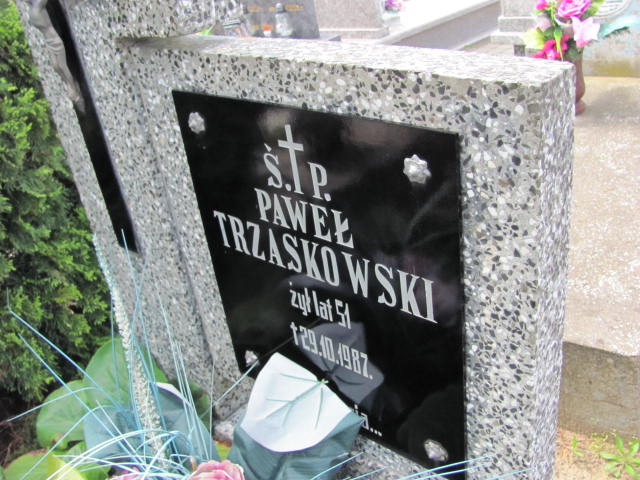 Ś.†P.
PAWEŁ
TRZASKOWSKI
żył lat 51
† 29.10.1987.